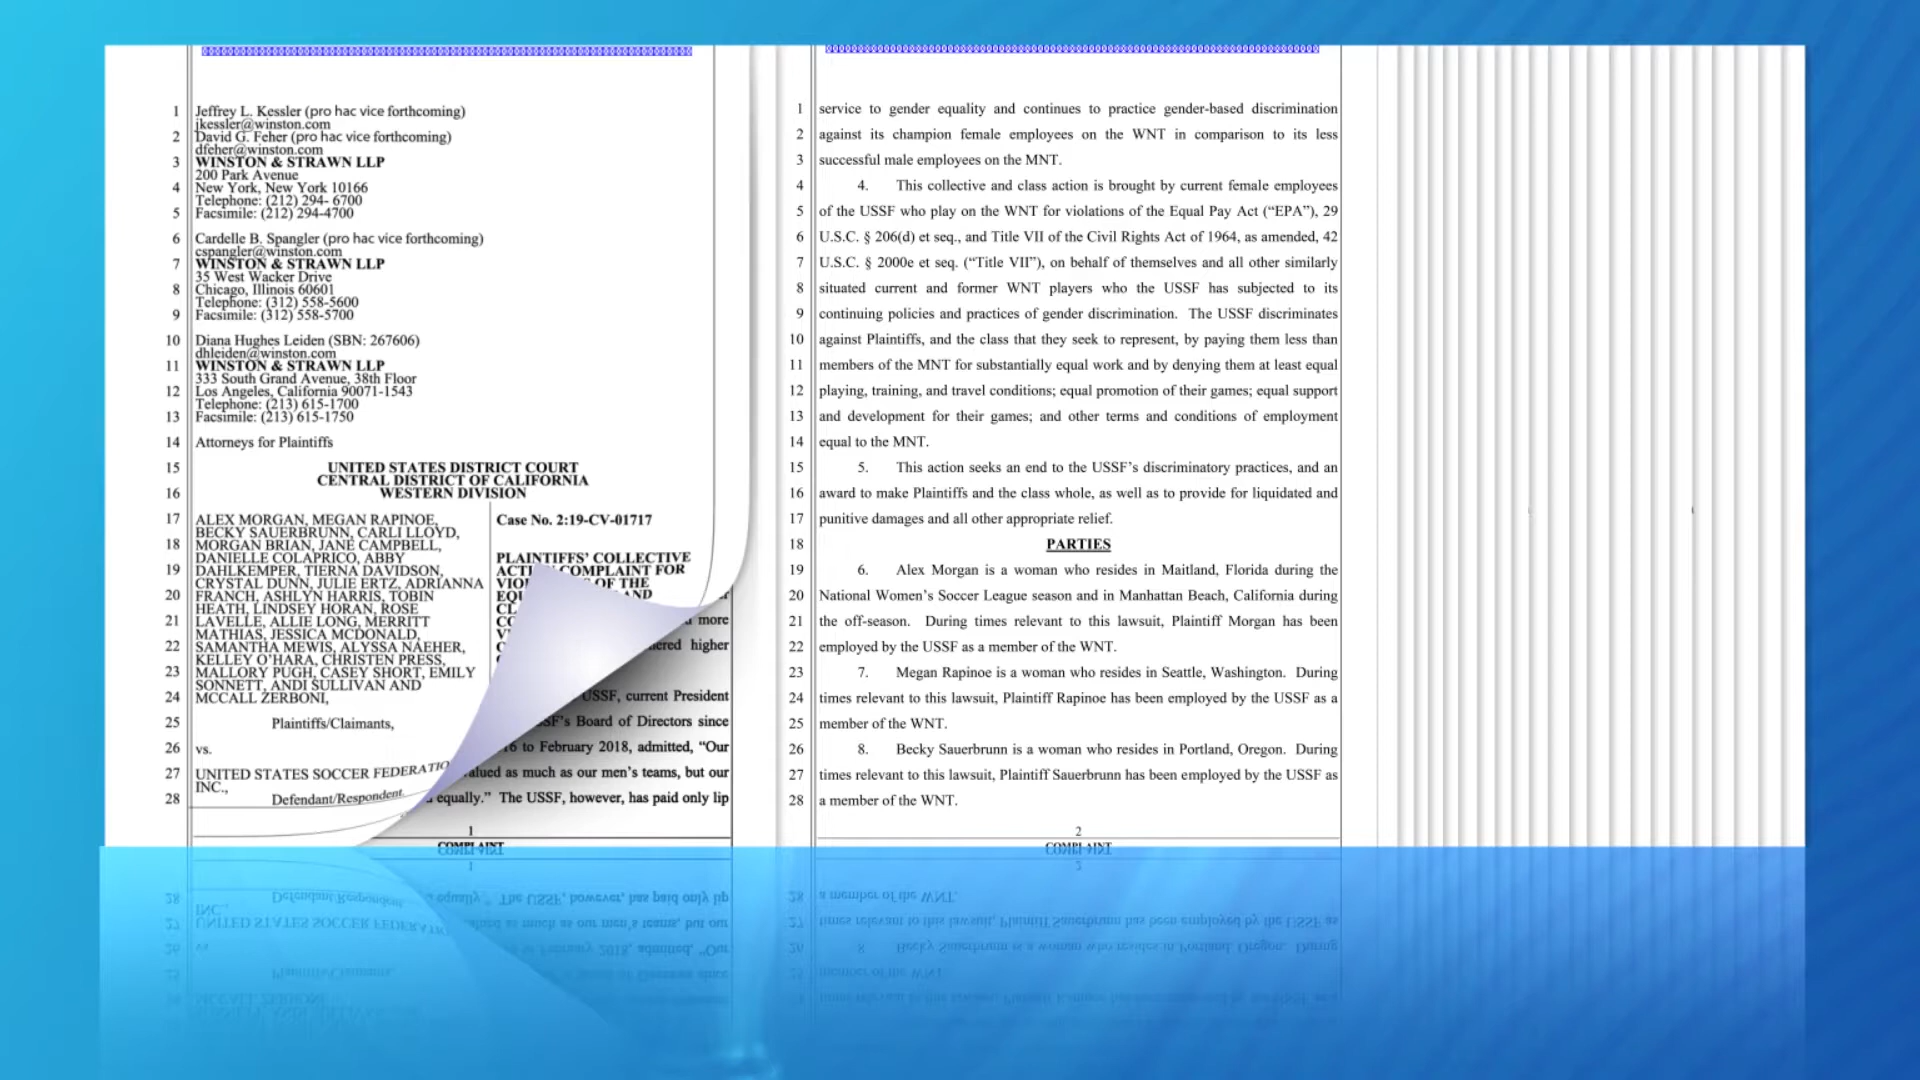 1 Jeffrey L. Kessler (pro hac vice forthcoming)
jkessler@winston.com
2 David G. Feher (pro hac vice forthcoming)
dfeher@winston.com
3 WINSTON & STRAWN LLP
200 Park Avenue
4 New York, New York 10166
Telephone: (212) 294- 6700
5 Facsimile: (212) 294-4700
6 Cardelle B. Spangler (pro hac vice forthcoming)
cspangler@winston.com
7 WINSTON & STRAWN LLP
35 West Wacker Drive
8 Chicago, Illinois 60601
Telephone: (312) 558-5600
9 Facsimile: (312) 558-5700
10 Diana Hughes Leiden (SBN: 267606)
dhleiden@winston.com
11 WINSTON & STRAWN LLP
333 South Grand Avenue, 38th Floor
12 Los Angeles, California 90071-1543
Telephone: (213) 615-1700
13 Facsimile: (213) 615-1750
14 Attorneys for Plaintiffs
15 UNITED STATES DISTRICT COURT
CENTRAL DISTRICT OF CALIFORNIA
16 WESTERN DIVISION
17 ALEX MORGAN, MEGAN RAPINOE,
BECKY SAUERBRUNN, CARLI LLOYD,
18 MORGAN BRIAN, JANE CAMPBELL,
DANIELLE COLAPRICO, ABBY
19 DAHLKEMPER, TIERNA DAVIDSON,
CRYSTAL DUNN, JULIE ERTZ, ADRIANNA
20 FRANCH, ASHLYN HARRIS, TOBIN
HEATH, LINDSEY HORAN, ROSE
21 LAVELLE, ALLIE LONG, MERRITT
MATHIAS, JESSICA MCDONALD,
22 SAMANTHA MEWIS, ALYSSA NAEHER,
KELLEY O'HARA, CHRISTEN PRESS,
23 MALLORY PUGH, CASEY SHORT, EMILY
SONNETT, ANDI SULLIVAN AND
24 MCCALL ZERBONI,
25 Plaintiffs/Claimants,
26 vs.
27 UNITED STATES SOCCER FEDERATIO
INC.,
28 Defendant/Respondent.
Case No. 2:19-CV-01717
PLAINTIFFS' COLLECTIVE
COMPLAINT FOR
OF THE
more
higher
USSF, current President
Board of Directors since
to February 2018, admitted, “Our
as much as our men’s teams, but our
equally.” The USSF, however, has paid only lip
1
COMPLAINT
1 service to gender equality and continues to practice gender-based discrimination
2 against its champion female employees on the WNT in comparison to its less
3 successful male employees on the MNT.
4 4. This collective and class action is brought by current female employees
5 of the USSF who play on the WNT for violations of the Equal Pay Act (“EPA”), 29
6 U.S.C. § 206(d) et seq., and Title VII of the Civil Rights Act of 1964, as amended, 42
7 U.S.C. § 2000e et seq. (“Title VII”), on behalf of themselves and all other similarly
8 situated current and former WNT players who the USSF has subjected to its
9 continuing policies and practices of gender discrimination. The USSF discriminates
10 against Plaintiffs, and the class that they seek to represent, by paying them less than
11 members of the MNT for substantially equal work and by denying them at least equal
12 playing, training, and travel conditions; equal promotion of their games; equal support
13 and development for their games; and other terms and conditions of employment
14 equal to the MNT.
15 5. This action seeks an end to the USSF’s discriminatory practices, and an
16 award to make Plaintiffs and the class whole, as well as to provide for liquidated and
17 punitive damages and all other appropriate relief.
18 PARTIES
19 6. Alex Morgan is a woman who resides in Maitland, Florida during the
20 National Women’s Soccer League season and in Manhattan Beach, California during
21 the off-season. During times relevant to this lawsuit, Plaintiff Morgan has been
22 employed by the USSF as a member of the WNT.
23 7. Megan Rapinoe is a woman who resides in Seattle, Washington. During
24 times relevant to this lawsuit, Plaintiff Rapinoe has been employed by the USSF as a
25 member of the WNT.
26 8. Becky Sauerbrunn is a woman who resides in Portland, Oregon. During
27 times relevant to this lawsuit, Plaintiff Sauerbrunn has been employed by the USSF as
28 a member of the WNT.
2
COMPLAINT